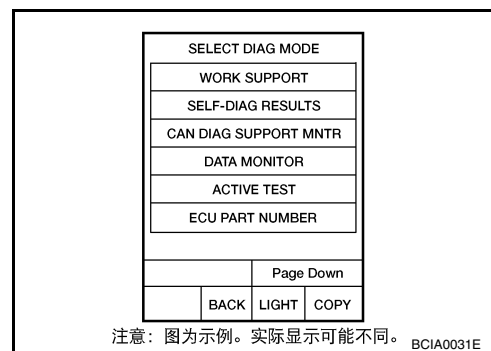 SELECT DIAG MODE
WORK SUPPORT
SELF-DIAG RESULTS
CAN DIAG SUPPORT MNTR
DATA MONITOR
ACTIVE TEST
ECU PART NUMBER
Page Down
BACK LIGHT COPY
注意：图为示例。实际显示可能不同。
BCIA0031E